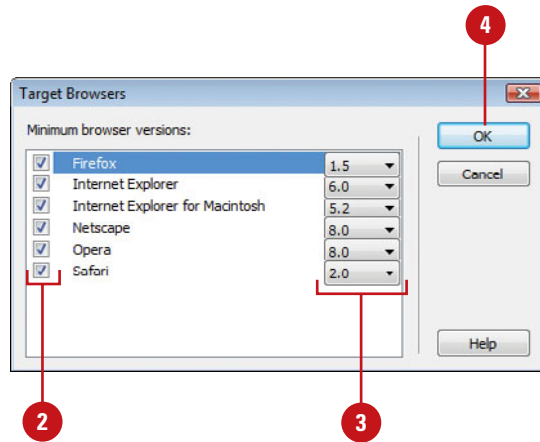 4
Target Browsers
Minimum browser versions:
OK
Firefox 1.5
Cancel
Internet Explorer 6.0
Internet Explorer for Macintosh 5.2
Netscape 8.0
Opera 8.0
Safari 2.0
Help
2 3